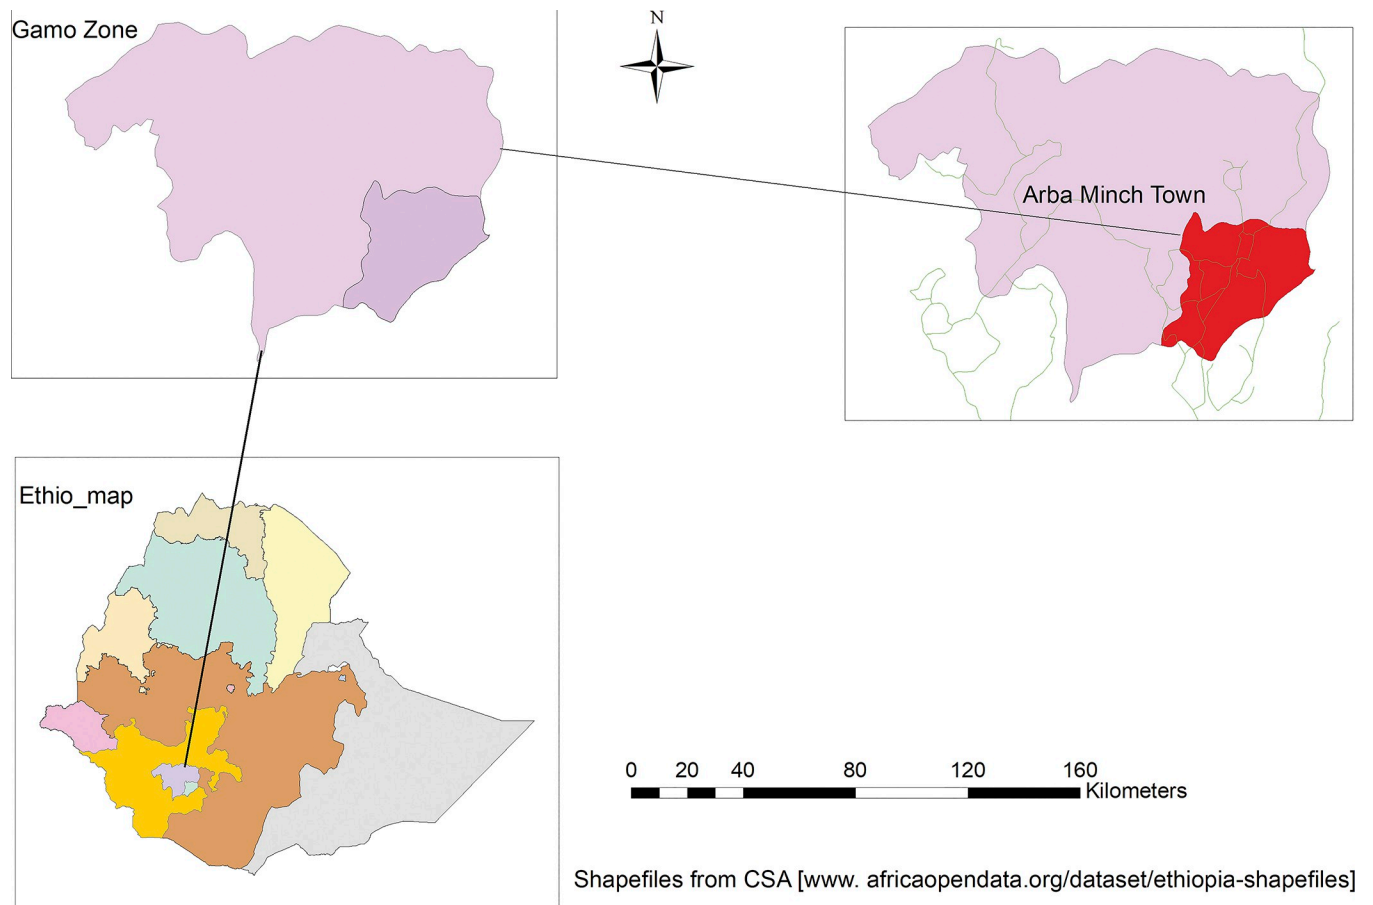 Gamo Zone
N
Arba Minch Town
Ethio_map
0 20 40 80 120 160
Kilometers
Shapefiles from CSA [www. africaopendata.org/dataset/ethiopia-shapefiles]